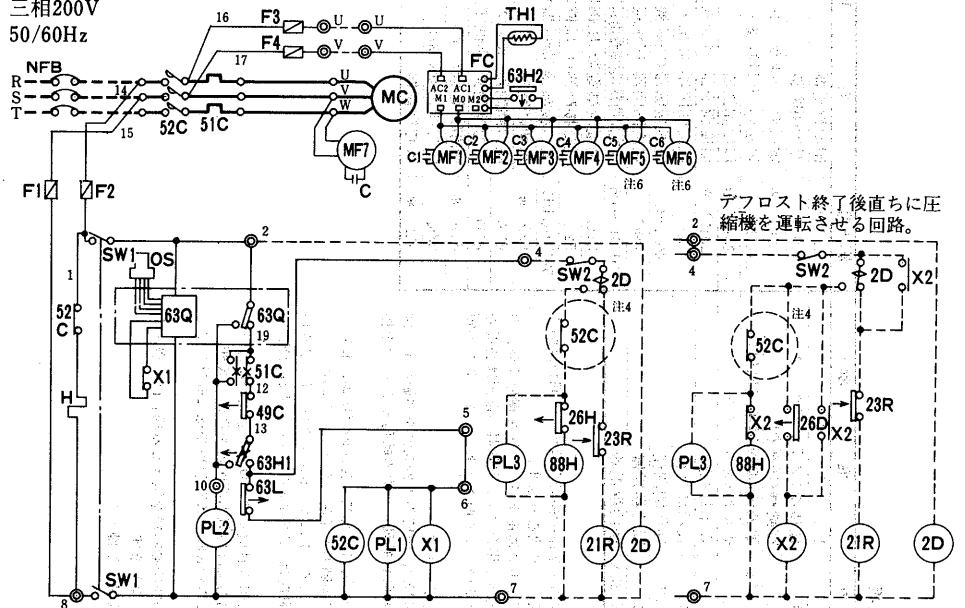 三相200V
50/60Hz
16 F3 U U
F4 V V
17
TH1
FC
63H2
NFB
R
S
T
14
15
52C
51C
U
V
W
MC
AC2 AC1
M1 M0 M2
MF7
C
C1 MF1
C2 MF2
C3 MF3
C4 MF4
C5 MF5
C6 MF6
注6
注6
F1
F2
デフロスト終了後直ちに圧
縮機を運転させる回路。
1
SW1
OS
2
4
SW2
2D
2
4
SW2
2D
X2
52
C
63Q
63Q
19
注4
52C
注4
52C
X1
51C
12
H
49C
13
5
26H
23R
X2
26D
X2
23R
63H1
10
63L
6
PL3
88H
PL3
88H
PL2
52C
PL1
X1
21R
2D
X2
21R
2D
8
SW1
7
7